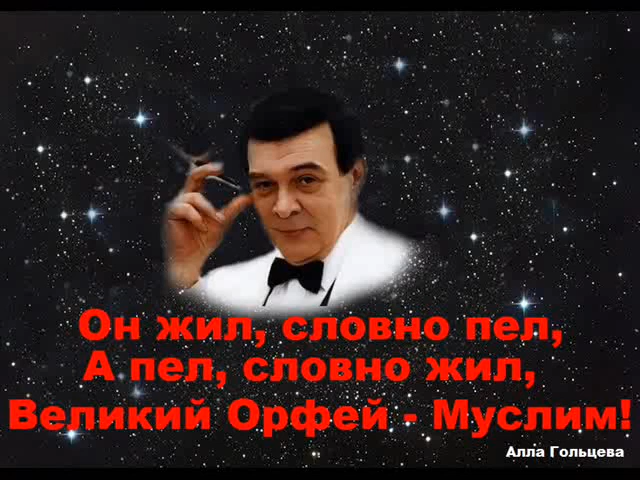 Он жил, словно пел,
А пел, словно жил,
Великий Орфей - Муслим!
Алла Гольцева